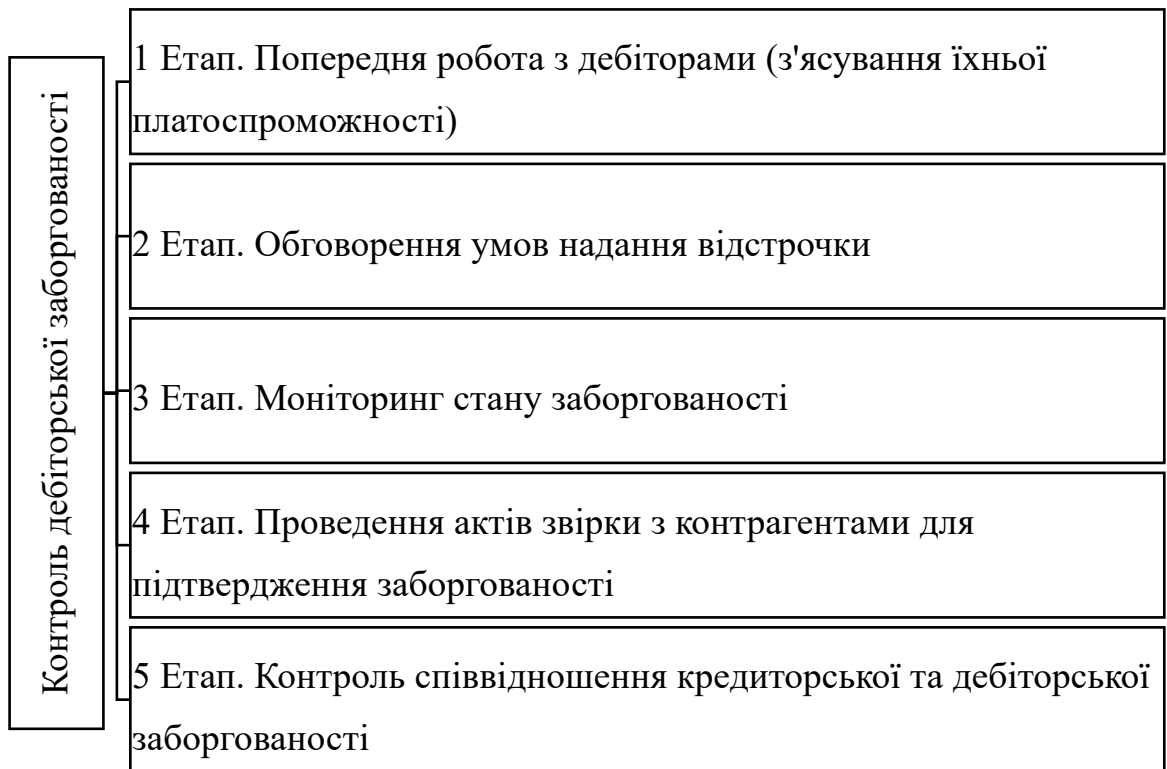 Контроль дебіторської заборгованості
1 Етап. Попередня робота з дебіторами (з'ясування їхньої
платоспроможності)
2 Етап. Обговорення умов надання відстрочки
3 Етап. Моніторинг стану заборгованості
4 Етап. Проведення актів звірки з контрагентами для
підтвердження заборгованості
5 Етап. Контроль співвідношення кредиторської та дебіторської
заборгованості